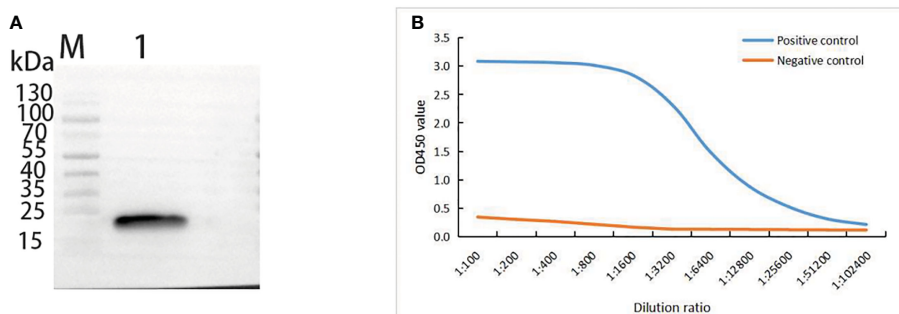 A
M 1
kDa
130
100
70
55
40
35
25
15
B
3.5
3.0
2.5
2.0
1.5
1.0
0.5
0.0
OD450 value
Positive control
Negative control
1:100 1:200 1:400 1:800 1:1600 1:3200 1:6400 1:12800 1:25600 1:51200 1:102400
Dilution ratio